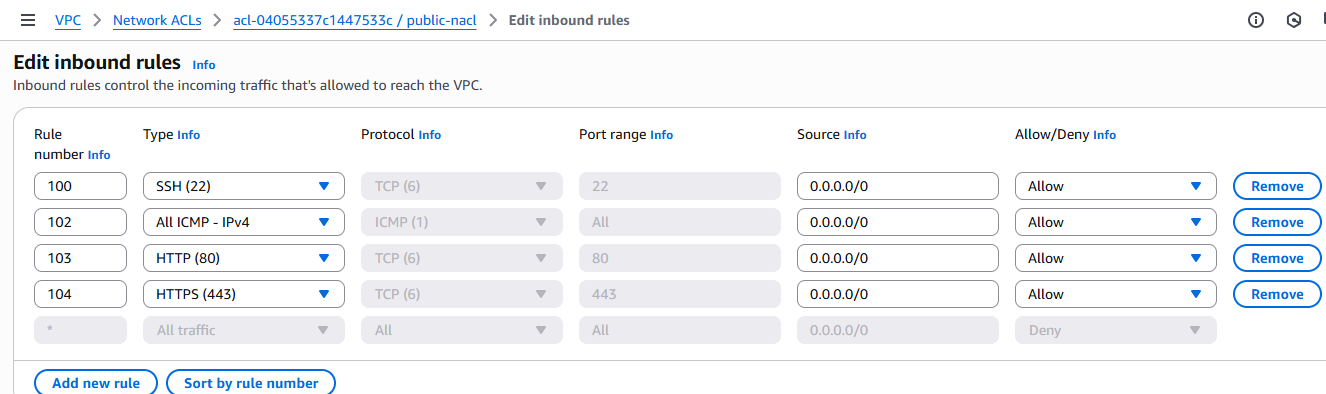 VPC > Network ACLs > acl-04055337c1447533c / public-nacl > Edit inbound rules
Edit inbound rules Info
Inbound rules control the incoming traffic that's allowed to reach the VPC.
Rule number Info Type Info Protocol Info Port range Info Source Info Allow/Deny Info
100 SSH (22) TCP (6) 22 0.0.0.0/0 Allow Remove
102 All ICMP - IPv4 ICMP (1) All 0.0.0.0/0 Allow Remove
103 HTTP (80) TCP (6) 80 0.0.0.0/0 Allow Remove
104 HTTPS (443) TCP (6) 443 0.0.0.0/0 Allow Remove
* All traffic All All 0.0.0.0/0 Deny
Add new rule Sort by rule number